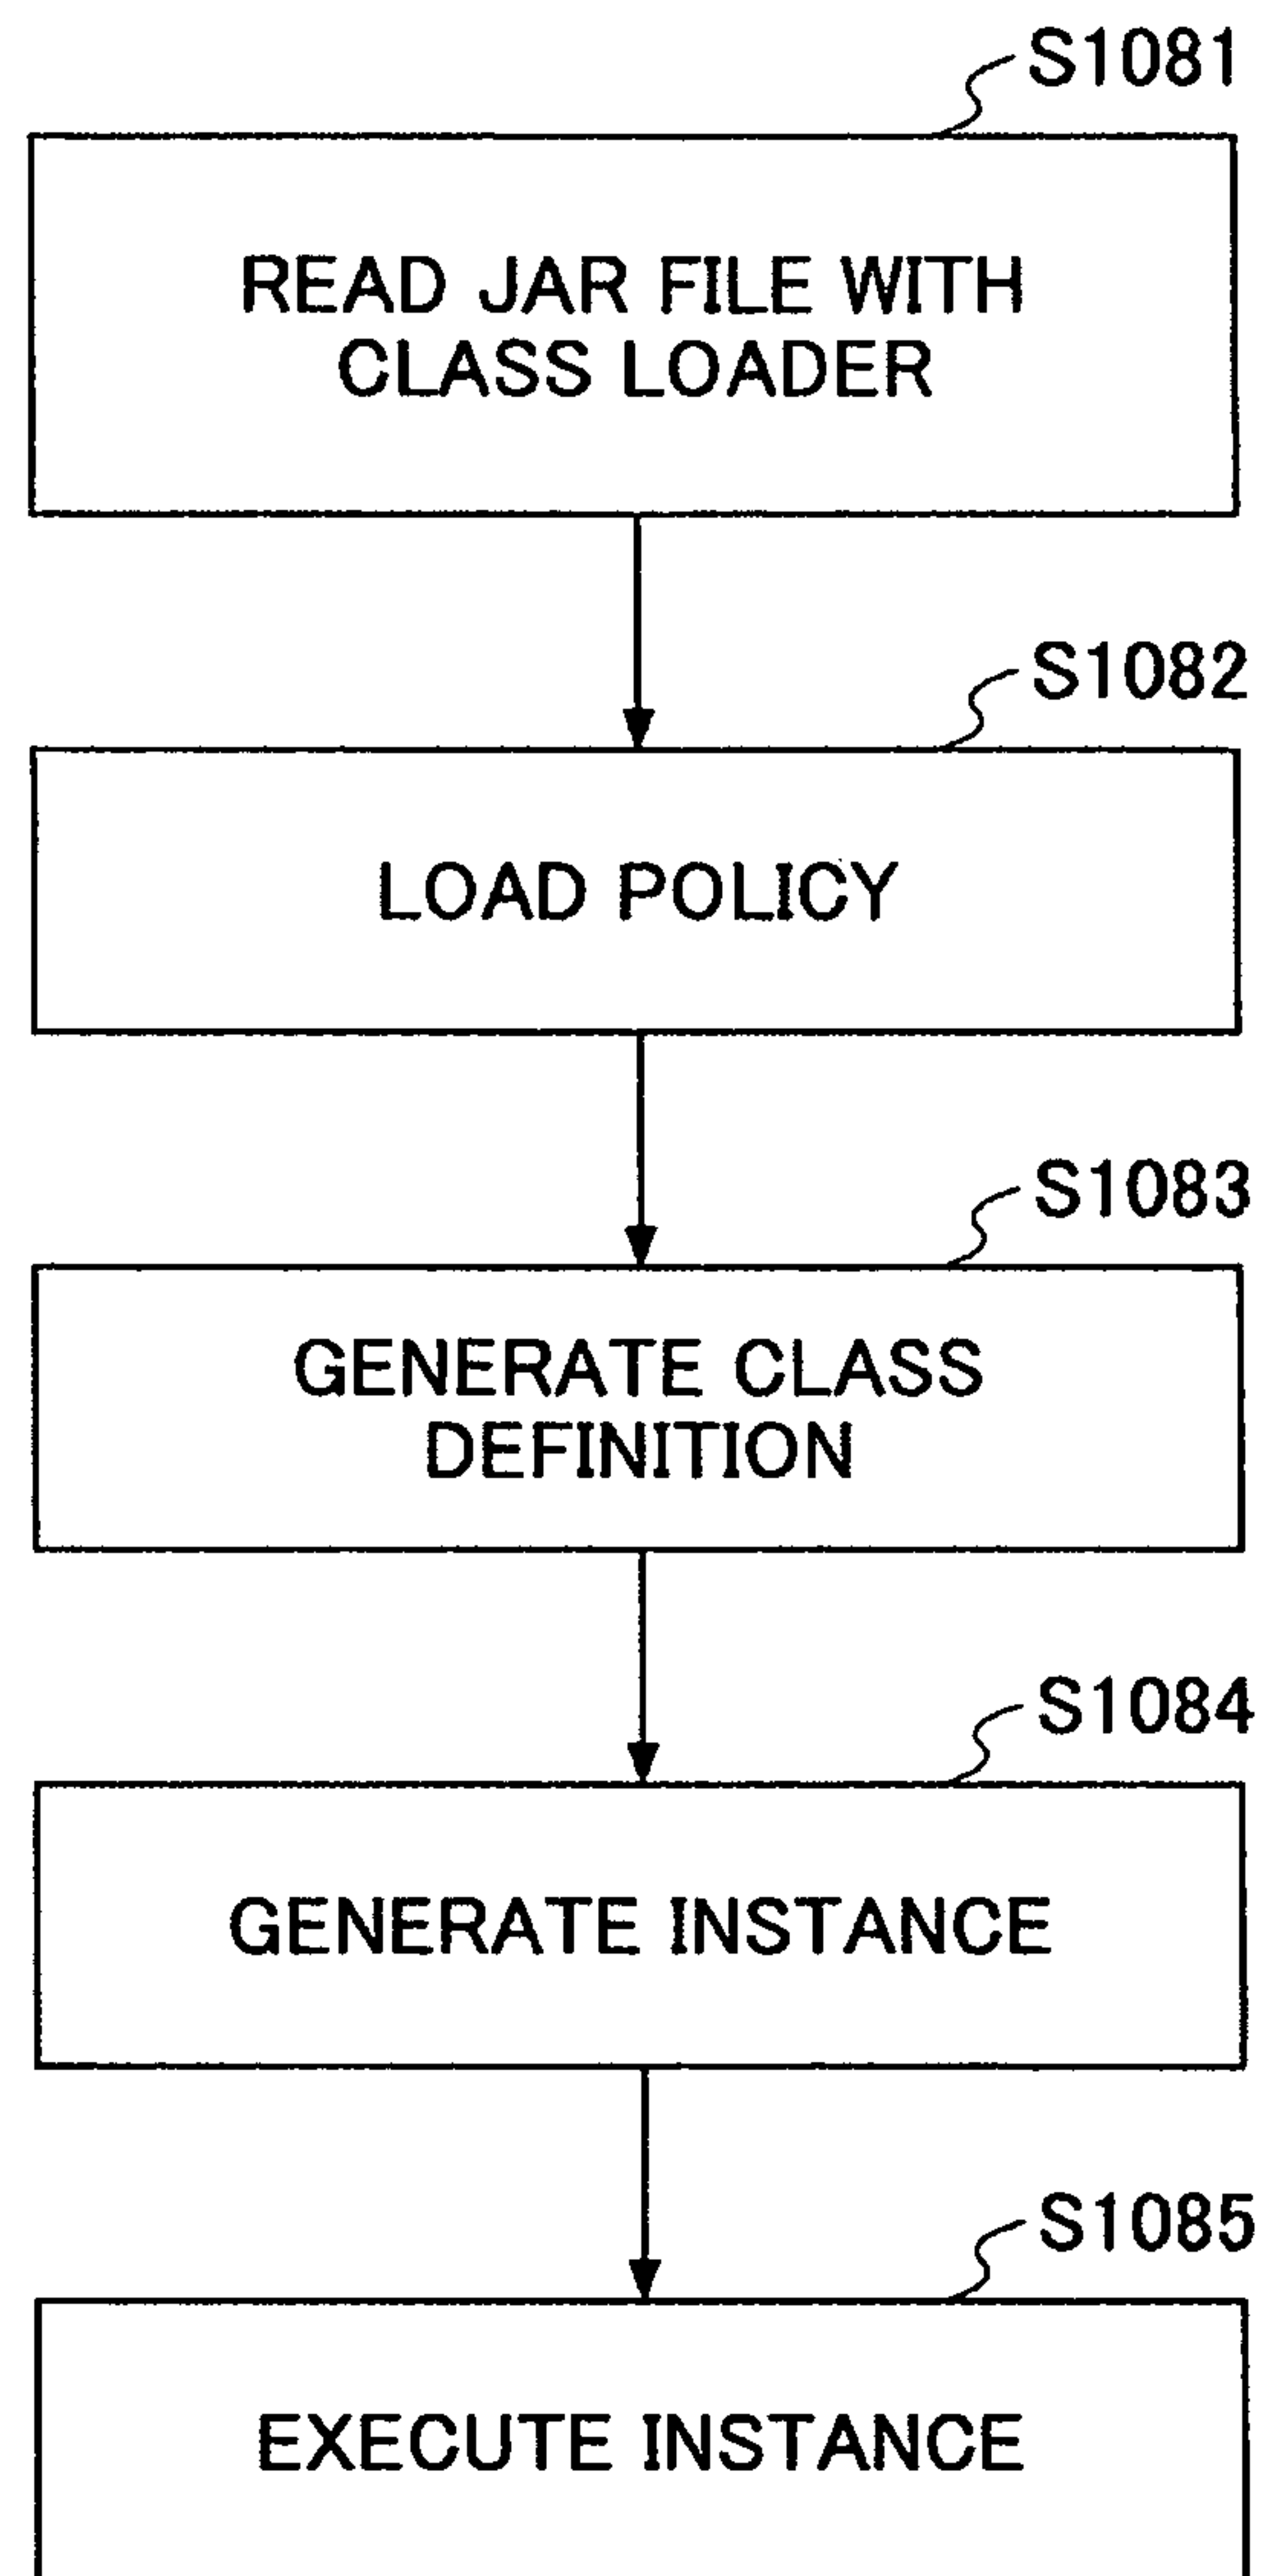 S1081
READ JAR FILE WITH
CLASS LOADER
S1082
LOAD POLICY
S1083
GENERATE CLASS
DEFINITION
S1084
GENERATE INSTANCE
S1085
EXECUTE INSTANCE